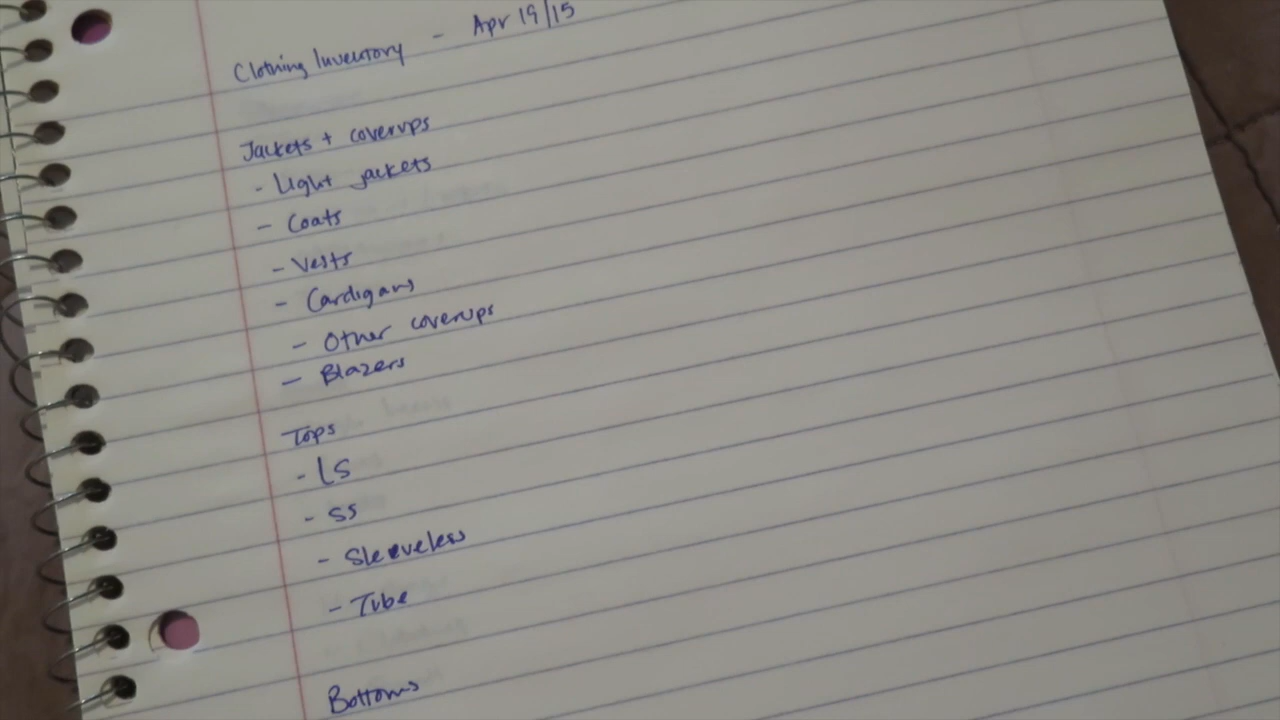 Clothing Inventory - Apr 19/15
Jackets + coverups
- Light jackets
- Coats
- Vests
- Cardigans
- Other coverups
- Blazers
Tops
- LS
- SS
- Sleeveless
- Tube
Bottoms